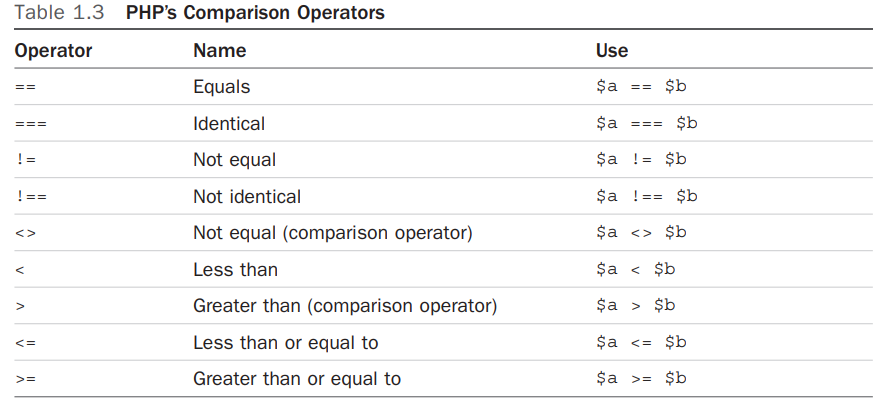 Table 1.3 PHP's Comparison Operators
Operator Name Use
== Equals $a == $b
=== Identical $a === $b
!= Not equal $a != $b
!== Not identical $a !== $b
<> Not equal (comparison operator) $a <> $b
< Less than $a < $b
> Greater than (comparison operator) $a > $b
<= Less than or equal to $a <= $b
>= Greater than or equal to $a >= $b